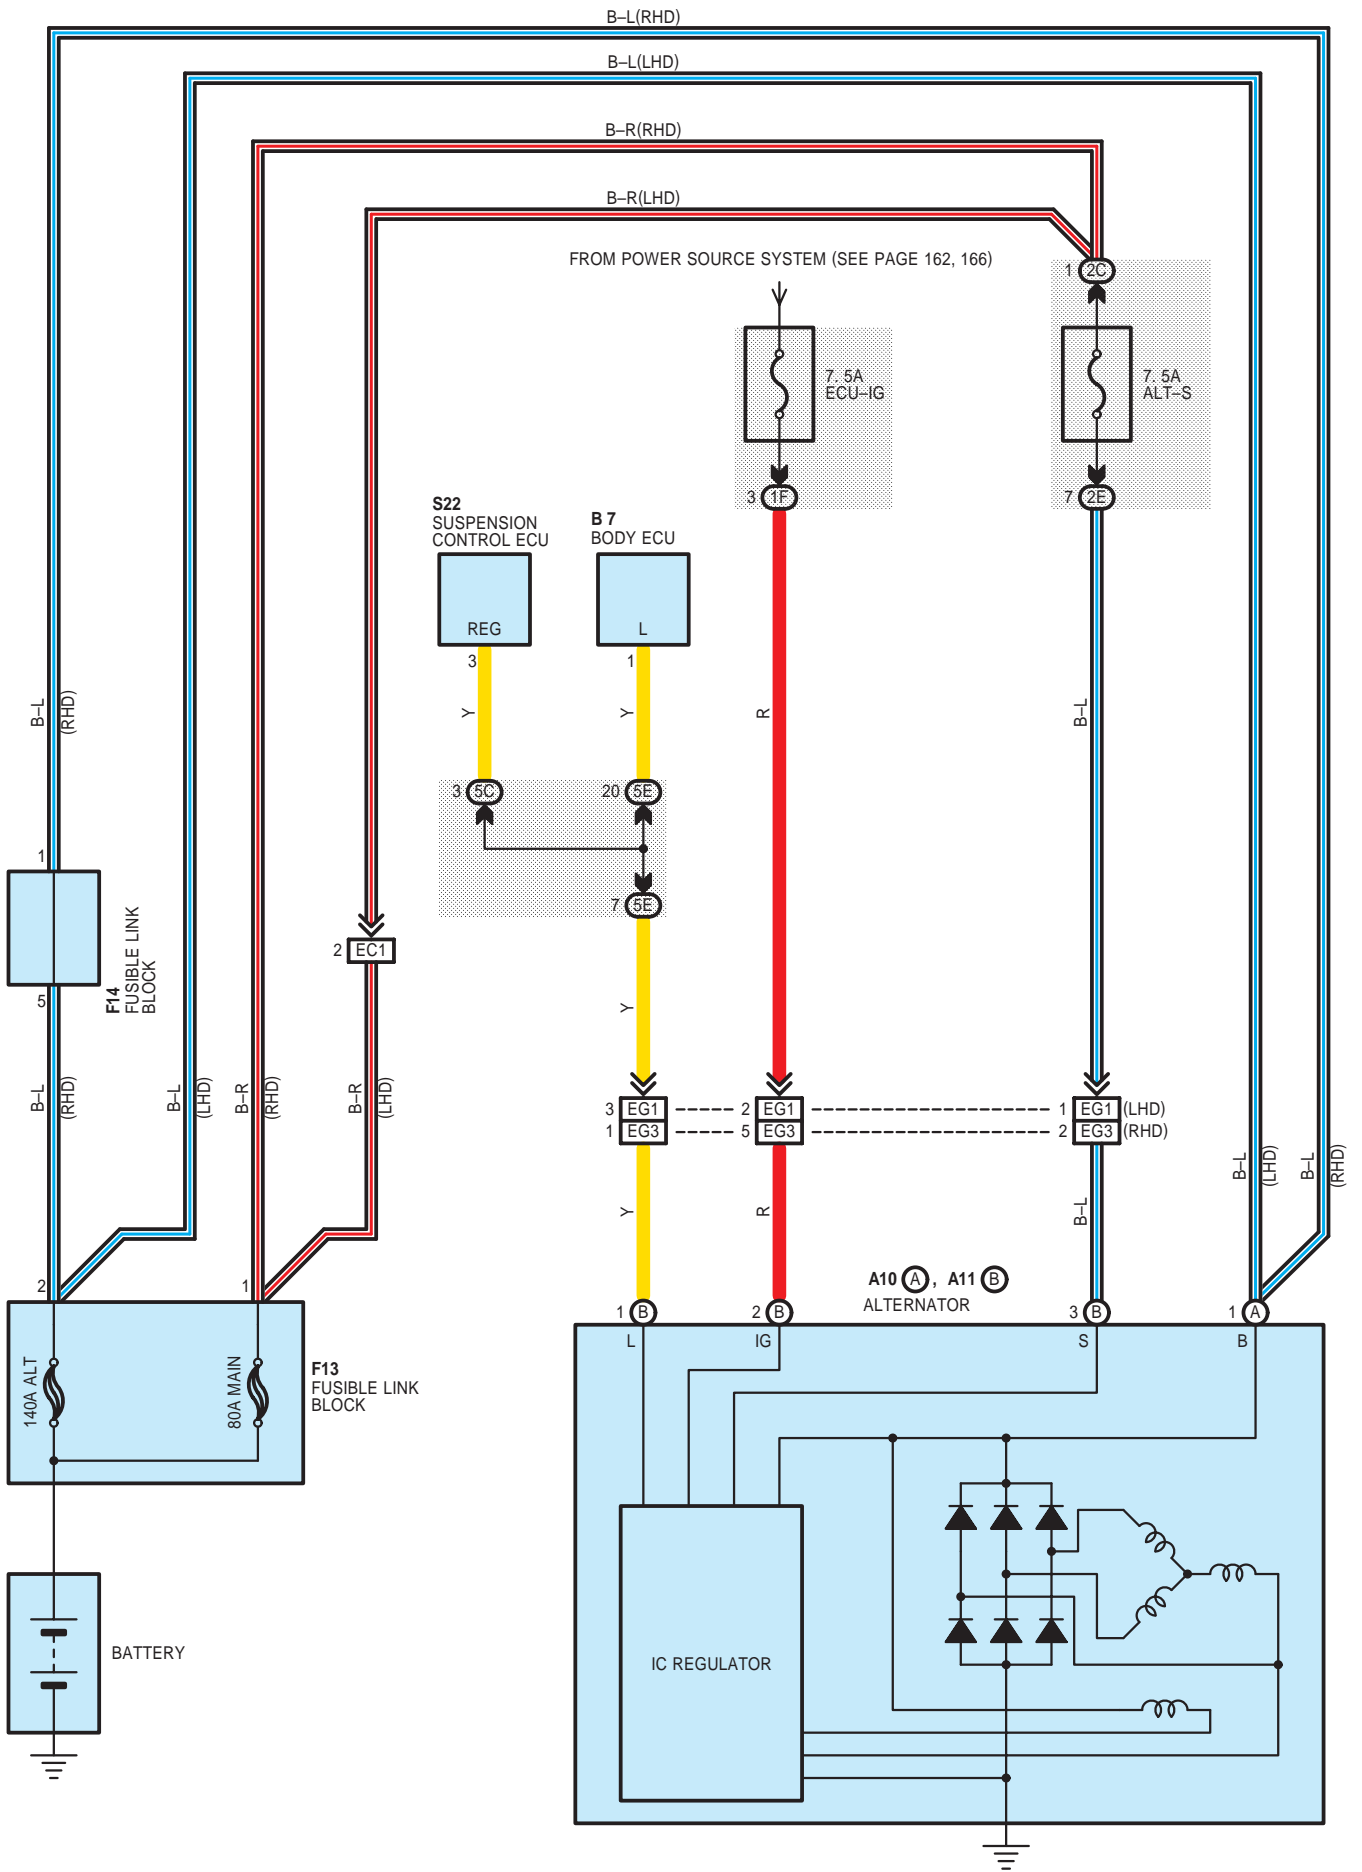 B–L(RHD)
B–L(LHD)
B–R(RHD)
B–R(LHD)
FROM POWER SOURCE SYSTEM (SEE PAGE 162, 166)
1 2C
7. 5A
ECU–IG
7. 5A
ALT–S
3 1F
7 2E
S22
SUSPENSION
CONTROL ECU
B 7
BODY ECU
REG
L
3
1
B–L
(RHD)
Y
Y
R
B–L
3 5C
20 5E
1
7 5E
F14
FUSIBLE LINK
BLOCK
2 EC1
5
Y
B–L
(RHD)
B–L
(LHD)
B–R
(RHD)
B–R
(LHD)
3 EG1
2 EG1
1 EG1 (LHD)
1 EG3
5 EG3
2 EG3 (RHD)
B–L
(LHD)
B–L
(RHD)
Y
R
B–L
2
1
A10 A , A11 B
ALTERNATOR
1 B
2 B
3 B
1 A
L
IG
S
B
140A ALT
80A MAIN
F13
FUSIBLE LINK
BLOCK
BATTERY
IC REGULATOR